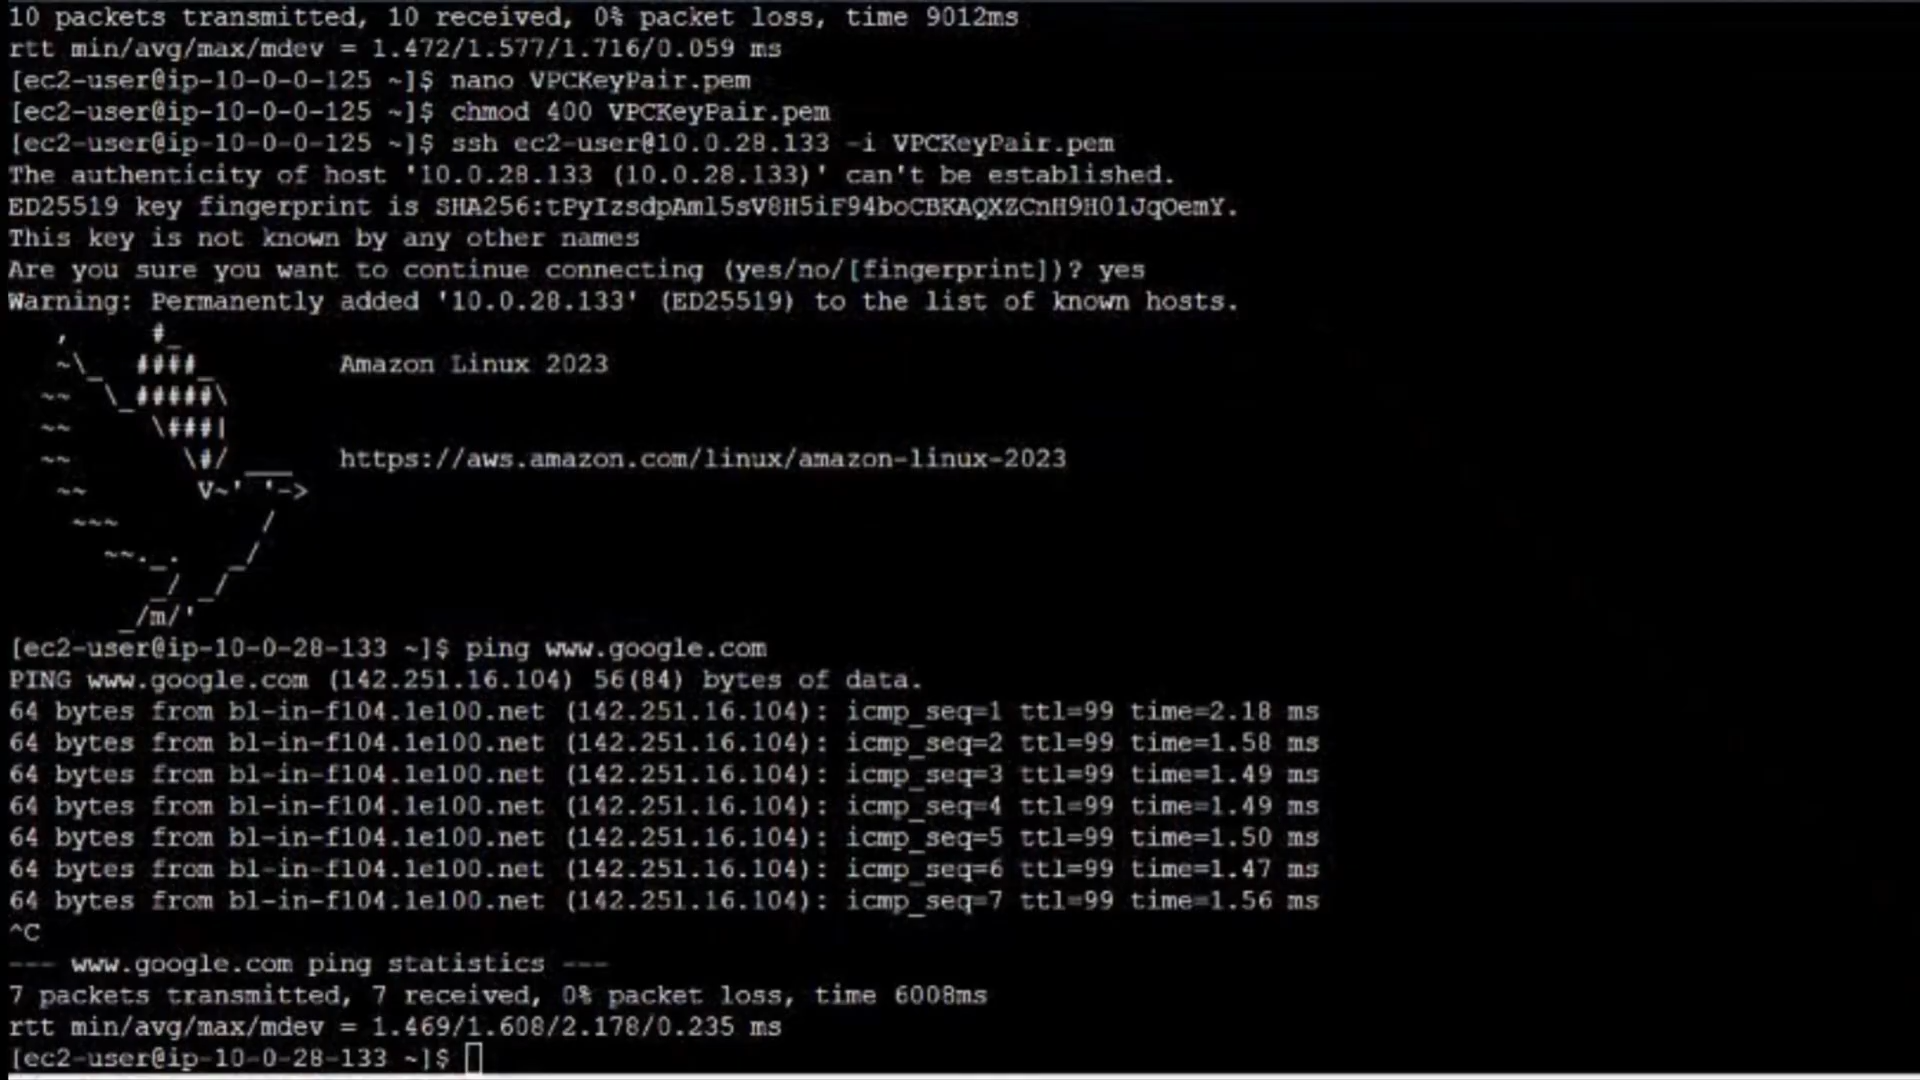 10 packets transmitted, 10 received, 0% packet loss, time 9012ms
rtt min/avg/max/mdev = 1.472/1.577/1.716/0.059 ms
[ec2-user@ip-10-0-0-125 ~]$ nano VPCKeyPair.pem
[ec2-user@ip-10-0-0-125 ~]$ chmod 400 VPCKeyPair.pem
[ec2-user@ip-10-0-0-125 ~]$ ssh ec2-user@10.0.28.133 -i VPCKeyPair.pem
The authenticity of host '10.0.28.133 (10.0.28.133)' can't be established.
ED25519 key fingerprint is SHA256:tPyIzsdpAml5sV8H5iF94boCBKAQXZCnH9H01JqOemY.
This key is not known by any other names
Are you sure you want to continue connecting (yes/no/[fingerprint])? yes
Warning: Permanently added '10.0.28.133' (ED25519) to the list of known hosts.
   ,     #_
   ~\_  ####_        Amazon Linux 2023
  ~~  \_#####\
  ~~     \###|
  ~~       \#/ ___   https://aws.amazon.com/linux/amazon-linux-2023
   ~~       V~' '->
    ~~~         /
      ~~._.   _/
         _/ _/
       _/m/'
[ec2-user@ip-10-0-28-133 ~]$ ping www.google.com
PING www.google.com (142.251.16.104) 56(84) bytes of data.
64 bytes from bl-in-f104.1e100.net (142.251.16.104): icmp_seq=1 ttl=99 time=2.18 ms
64 bytes from bl-in-f104.1e100.net (142.251.16.104): icmp_seq=2 ttl=99 time=1.58 ms
64 bytes from bl-in-f104.1e100.net (142.251.16.104): icmp_seq=3 ttl=99 time=1.49 ms
64 bytes from bl-in-f104.1e100.net (142.251.16.104): icmp_seq=4 ttl=99 time=1.49 ms
64 bytes from bl-in-f104.1e100.net (142.251.16.104): icmp_seq=5 ttl=99 time=1.50 ms
64 bytes from bl-in-f104.1e100.net (142.251.16.104): icmp_seq=6 ttl=99 time=1.47 ms
64 bytes from bl-in-f104.1e100.net (142.251.16.104): icmp_seq=7 ttl=99 time=1.56 ms
^C
--- www.google.com ping statistics ---
7 packets transmitted, 7 received, 0% packet loss, time 6008ms
rtt min/avg/max/mdev = 1.469/1.608/2.178/0.235 ms
[ec2-user@ip-10-0-28-133 ~]$